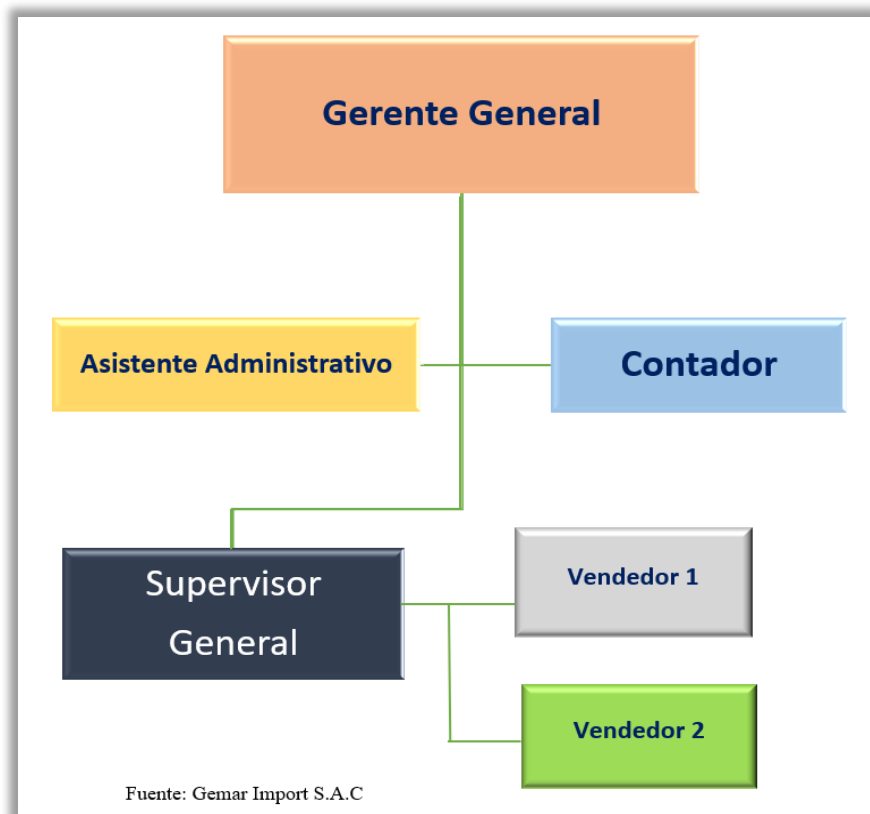 Gerente General
Asistente Administrativo
Contador
Supervisor
General
Vendedor 1
Vendedor 2
Fuente: Gemar Import S.A.C